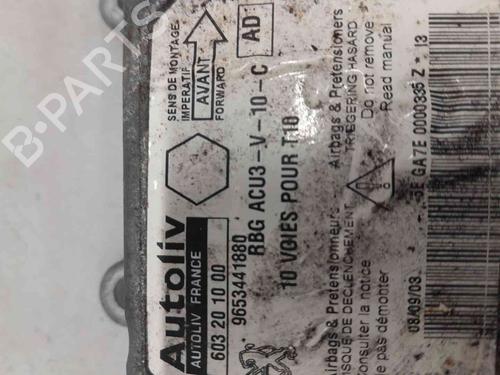 Autoliv
AUTOLIV FRANCE
603 20 10 00
9653441880
RBG ACU3-V-10-C
10 VOIES POUR T10
SENS DE MONTAGE
IMPERATIF
AVANT
FORWARD
AD
Airbags & Pretensionneurs
RISQUE DE DECLENCHEMENT
Consulter la notice
Ne pas démonter
Airbags & Pretensioners
TRIGGERING HASARD
Do not remove
Read manual
08/09/03
GA7E 0000335 Z * 13
B-PARTS